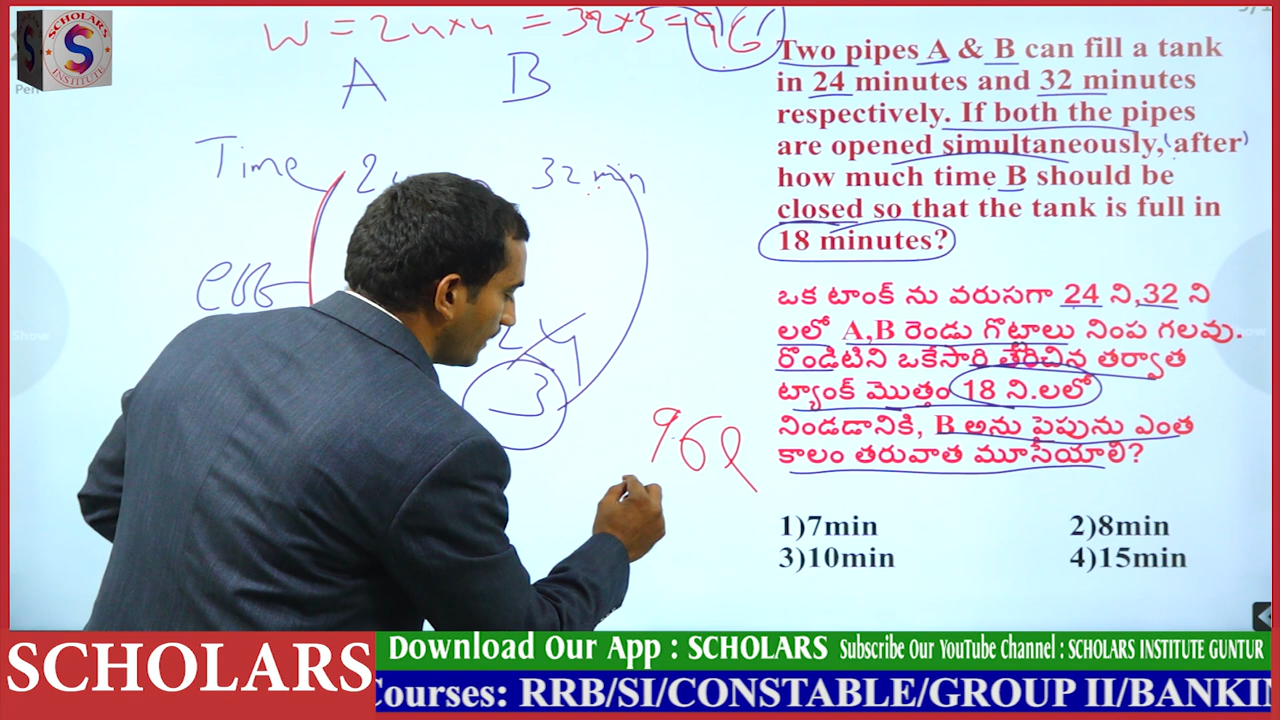 SCHOLARS
S
INSTITUTE
Pen
W = 24×4 = 32×3 = 96
A B
Time 32 min
eff
3
96l
Two pipes A & B can fill a tank
in 24 minutes and 32 minutes
respectively. If both the pipes
are opened simultaneously, (after)
how much time B should be
closed so that the tank is full in
18 minutes?
ఒక టాంక్ ను వరుసగా 24 ని,32 ని
లలో A,B రెండు గొట్టాలు నింప గలవు.
రొండిటిని ఒకేసారి తెరిచిన తర్వాత
ట్యాంక్ మొత్తం 18 ని.లలో
నిండడానికి, B అను పైపును ఎంత
కాలం తరువాత మూసేయాలి?
1)7min 2)8min
3)10min 4)15min
Show
SCHOLARS
Download Our App : SCHOLARS Subscribe Our YouTube Channel : SCHOLARS INSTITUTE GUNTUR
Courses: RRB/SI/CONSTABLE/GROUP II/BANKIN